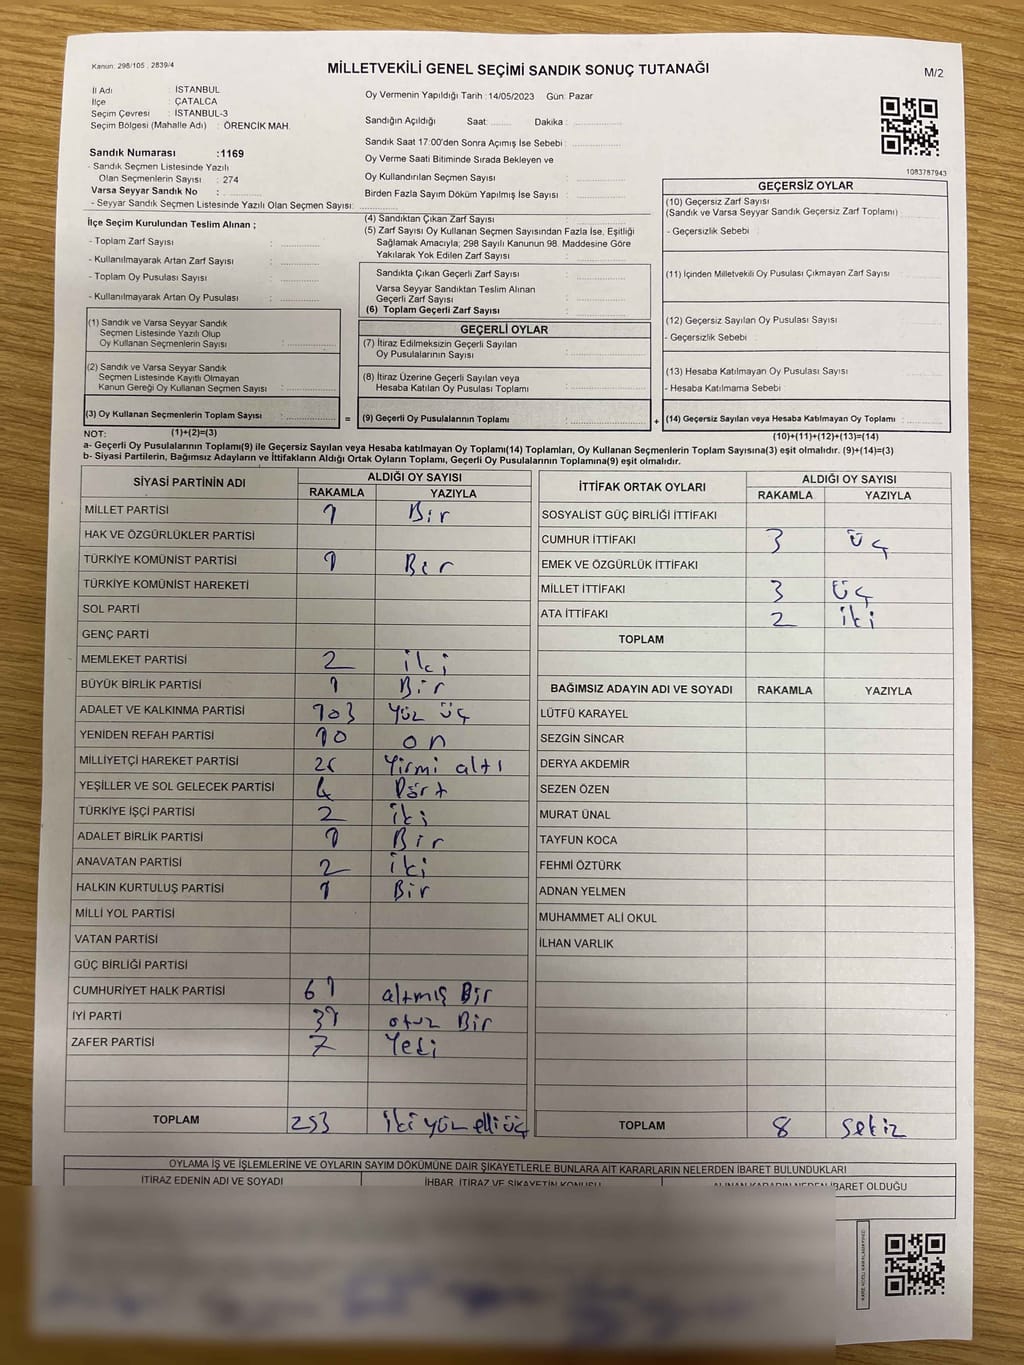 Kanun: 298/105 , 2839/4
MİLLETVEKİLİ GENEL SEÇİMİ SANDIK SONUÇ TUTANAĞI
M/2
İl Adı : İSTANBUL
İlçe : ÇATALCA
Seçim Çevresi : İSTANBUL-3
Seçim Bölgesi (Mahalle Adı) : ÖRENCİK MAH.
Sandık Numarası :1169
- Sandık Seçmen Listesinde Yazılı
Olan Seçmenlerin Sayısı : 274
Varsa Seyyar Sandık No :
- Seyyar Sandık Seçmen Listesinde Yazılı Olan Seçmen Sayısı:
Oy Vermenin Yapıldığı Tarih :14/05/2023 Gün: Pazar
Sandığın Açıldığı Saat: Dakika :
Sandık Saat 17:00'den Sonra Açımış İse Sebebi :
Oy Verme Saati Bitiminde Sırada Bekleyen ve
Oy Kullandırılan Seçmen Sayısı :
Birden Fazla Sayım Döküm Yapılmış İse Sayısı :
1083787943
İlçe Seçim Kurulundan Teslim Alınan ;
- Toplam Zarf Sayısı :
- Kullanılmayarak Artan Zarf Sayısı :
- Toplam Oy Pusulası Sayısı :
- Kullanılmayarak Artan Oy Pusulası :
(1) Sandık ve Varsa Seyyar Sandık
Seçmen Listesinde Yazılı Olup
Oy Kullanan Seçmenlerin Sayısı :
(2) Sandık ve Varsa Seyyar Sandık
Seçmen Listesinde Kayıtlı Olmayan
Kanun Gereği Oy Kullanan Seçmen Sayısı :
(3) Oy Kullanan Seçmenlerin Toplam Sayısı :
(1)+(2)=(3)
(4) Sandıktan Çıkan Zarf Sayısı :
(5) Zarf Sayısı Oy Kullanan Seçmen Sayısından Fazla İse, Eşitliği
Sağlamak Amacıyla; 298 Sayılı Kanunun 98. Maddesine Göre
Yakılarak Yok Edilen Zarf Sayısı :
Sandıkta Çıkan Geçerli Zarf Sayısı :
Varsa Seyyar Sandıktan Teslim Alınan
Geçerli Zarf Sayısı :
(6) Toplam Geçerli Zarf Sayısı :
GEÇERLİ OYLAR
(7) İtiraz Edilmeksizin Geçerli Sayılan
Oy Pusulalarının Sayısı :
(8) İtiraz Üzerine Geçerli Sayılan veya
Hesaba Katılan Oy Pusulası Toplamı :
= (9) Geçerli Oy Pusulalarının Toplamı :
GEÇERSİZ OYLAR
(10) Geçersiz Zarf Sayısı
(Sandık ve Varsa Seyyar Sandık Geçersiz Zarf Toplamı) :
- Geçersizlik Sebebi :
(11) İçinden Milletvekili Oy Pusulası Çıkmayan Zarf Sayısı :
(12) Geçersiz Sayılan Oy Pusulası Sayısı :
- Geçersizlik Sebebi :
(13) Hesaba Katılmayan Oy Pusulası Sayısı :
- Hesaba Katılmama Sebebi :
+ (14) Geçersiz Sayılan veya Hesaba Katılmayan Oy Toplamı :
(10)+(11)+(12)+(13)=(14)
NOT:
a- Geçerli Oy Pusulalarının Toplamı(9) ile Geçersiz Sayılan veya Hesaba katılmayan Oy Toplamı(14) Toplamları, Oy Kullanan Seçmenlerin Toplam Sayısına(3) eşit olmalıdır. (9)+(14)=(3)
b- Siyasi Partilerin, Bağımsız Adayların ve İttifakların Aldığı Ortak Oyların Toplamı, Geçerli Oy Pusulalarının Toplamına(9) eşit olmalıdır.
SİYASİ PARTİNİN ADI ALDIĞI OY SAYISI
RAKAMLA YAZIYLA
MİLLET PARTİSİ 1 Bir
HAK VE ÖZGÜRLÜKLER PARTİSİ
TÜRKİYE KOMÜNİST PARTİSİ 1 Bir
TÜRKİYE KOMÜNİST HAREKETİ
SOL PARTİ
GENÇ PARTİ
MEMLEKET PARTİSİ 2 iki
BÜYÜK BİRLİK PARTİSİ 1 Bir
ADALET VE KALKINMA PARTİSİ 103 Yüz üç
YENİDEN REFAH PARTİSİ 10 on
MİLLİYETÇİ HAREKET PARTİSİ 26 Yirmi altı
YEŞİLLER VE SOL GELECEK PARTİSİ 4 Dört
TÜRKİYE İŞÇİ PARTİSİ 2 iki
ADALET BİRLİK PARTİSİ 1 Bir
ANAVATAN PARTİSİ 2 iki
HALKIN KURTULUŞ PARTİSİ 1 Bir
MİLLİ YOL PARTİSİ
VATAN PARTİSİ
GÜÇ BİRLİĞİ PARTİSİ
CUMHURİYET HALK PARTİSİ 61 altmış Bir
İYİ PARTİ 31 otuz Bir
ZAFER PARTİSİ 7 Yedi
TOPLAM 253 iki yüz elli üç
İTTİFAK ORTAK OYLARI ALDIĞI OY SAYISI
RAKAMLA YAZIYLA
SOSYALİST GÜÇ BİRLİĞİ İTTİFAKI
CUMHUR İTTİFAKI 3 üç
EMEK VE ÖZGÜRLÜK İTTİFAKI
MİLLET İTTİFAKI 3 üç
ATA İTTİFAKI 2 iki
TOPLAM
BAĞIMSIZ ADAYIN ADI VE SOYADI RAKAMLA YAZIYLA
LÜTFÜ KARAYEL
SEZGİN SİNCAR
DERYA AKDEMİR
SEZEN ÖZEN
MURAT ÜNAL
TAYFUN KOCA
FEHMİ ÖZTÜRK
ADNAN YELMEN
MUHAMMET ALİ OKUL
İLHAN VARLIK
TOPLAM 8 sekiz
OYLAMA İŞ VE İŞLEMLERİNE VE OYLARIN SAYIM DÖKÜMÜNE DAİR ŞİKAYETLERLE BUNLARA AİT KARARLARIN NELERDEN İBARET BULUNDUKLARI
İTİRAZ EDENİN ADI VE SOYADI İHBAR, İTİRAZ VE ŞİKAYETİN KONUSU ALINAN KARARIN NEDEN İBARET OLDUĞU